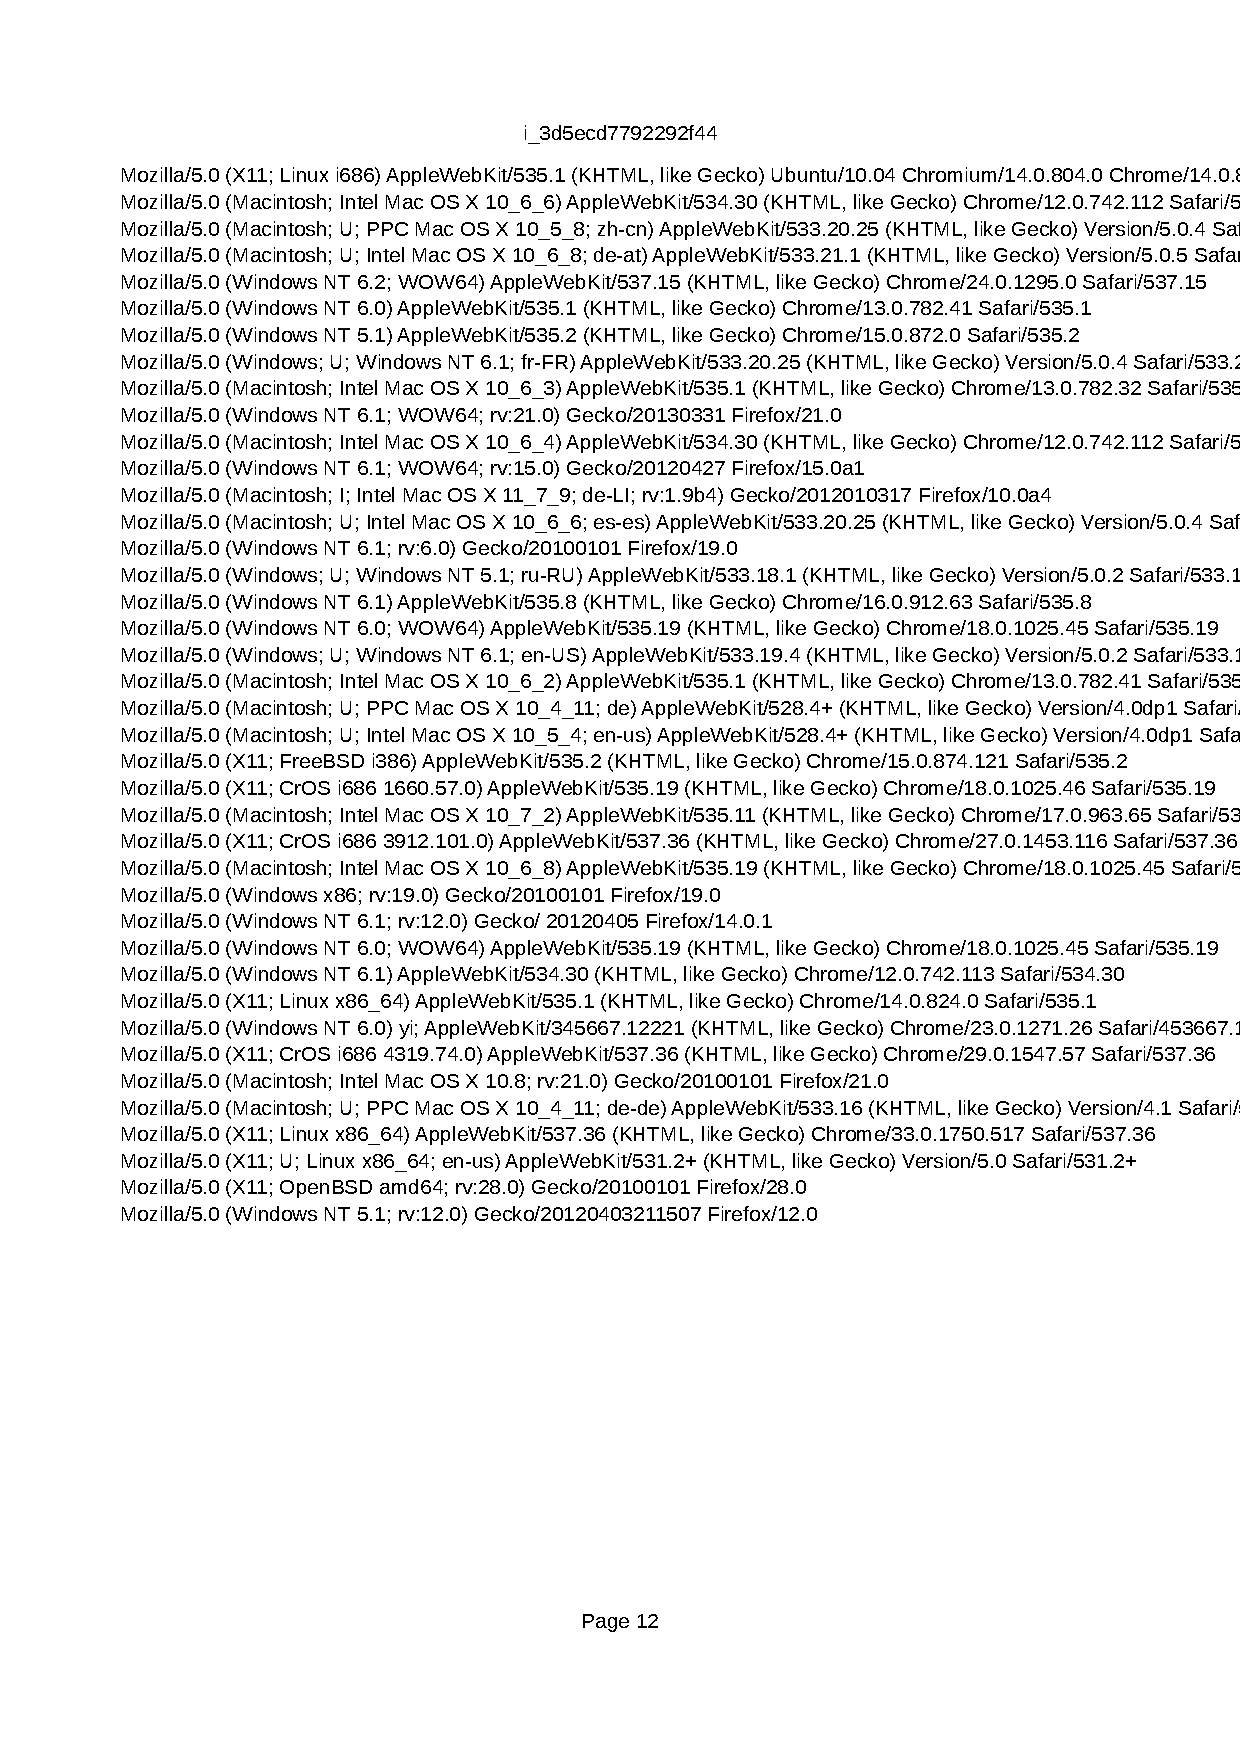 i_3d5ecd7792292f44
Mozilla/5.0 (X11; Linux i686) AppleWebKit/535.1 (KHTML, like Gecko) Ubuntu/10.04 Chromium/14.0.804.0 Chrome/14.0.8
Mozilla/5.0 (Macintosh; Intel Mac OS X 10_6_6) AppleWebKit/534.30 (KHTML, like Gecko) Chrome/12.0.742.112 Safari/5
Mozilla/5.0 (Macintosh; U; PPC Mac OS X 10_5_8; zh-cn) AppleWebKit/533.20.25 (KHTML, like Gecko) Version/5.0.4 Saf
Mozilla/5.0 (Macintosh; U; Intel Mac OS X 10_6_8; de-at) AppleWebKit/533.21.1 (KHTML, like Gecko) Version/5.0.5 Safar
Mozilla/5.0 (Windows NT 6.2; WOW64) AppleWebKit/537.15 (KHTML, like Gecko) Chrome/24.0.1295.0 Safari/537.15
Mozilla/5.0 (Windows NT 6.0) AppleWebKit/535.1 (KHTML, like Gecko) Chrome/13.0.782.41 Safari/535.1
Mozilla/5.0 (Windows NT 5.1) AppleWebKit/535.2 (KHTML, like Gecko) Chrome/15.0.872.0 Safari/535.2
Mozilla/5.0 (Windows; U; Windows NT 6.1; fr-FR) AppleWebKit/533.20.25 (KHTML, like Gecko) Version/5.0.4 Safari/533.2
Mozilla/5.0 (Macintosh; Intel Mac OS X 10_6_3) AppleWebKit/535.1 (KHTML, like Gecko) Chrome/13.0.782.32 Safari/535
Mozilla/5.0 (Windows NT 6.1; WOW64; rv:21.0) Gecko/20130331 Firefox/21.0
Mozilla/5.0 (Macintosh; Intel Mac OS X 10_6_4) AppleWebKit/534.30 (KHTML, like Gecko) Chrome/12.0.742.112 Safari/5
Mozilla/5.0 (Windows NT 6.1; WOW64; rv:15.0) Gecko/20120427 Firefox/15.0a1
Mozilla/5.0 (Macintosh; I; Intel Mac OS X 11_7_9; de-LI; rv:1.9b4) Gecko/2012010317 Firefox/10.0a4
Mozilla/5.0 (Macintosh; U; Intel Mac OS X 10_6_6; es-es) AppleWebKit/533.20.25 (KHTML, like Gecko) Version/5.0.4 Saf
Mozilla/5.0 (Windows NT 6.1; rv:6.0) Gecko/20100101 Firefox/19.0
Mozilla/5.0 (Windows; U; Windows NT 5.1; ru-RU) AppleWebKit/533.18.1 (KHTML, like Gecko) Version/5.0.2 Safari/533.1
Mozilla/5.0 (Windows NT 6.1) AppleWebKit/535.8 (KHTML, like Gecko) Chrome/16.0.912.63 Safari/535.8
Mozilla/5.0 (Windows NT 6.0; WOW64) AppleWebKit/535.19 (KHTML, like Gecko) Chrome/18.0.1025.45 Safari/535.19
Mozilla/5.0 (Windows; U; Windows NT 6.1; en-US) AppleWebKit/533.19.4 (KHTML, like Gecko) Version/5.0.2 Safari/533.1
Mozilla/5.0 (Macintosh; Intel Mac OS X 10_6_2) AppleWebKit/535.1 (KHTML, like Gecko) Chrome/13.0.782.41 Safari/535
Mozilla/5.0 (Macintosh; U; PPC Mac OS X 10_4_11; de) AppleWebKit/528.4+ (KHTML, like Gecko) Version/4.0dp1 Safari/
Mozilla/5.0 (Macintosh; U; Intel Mac OS X 10_5_4; en-us) AppleWebKit/528.4+ (KHTML, like Gecko) Version/4.0dp1 Safa
Mozilla/5.0 (X11; FreeBSD i386) AppleWebKit/535.2 (KHTML, like Gecko) Chrome/15.0.874.121 Safari/535.2
Mozilla/5.0 (X11; CrOS i686 1660.57.0) AppleWebKit/535.19 (KHTML, like Gecko) Chrome/18.0.1025.46 Safari/535.19
Mozilla/5.0 (Macintosh; Intel Mac OS X 10_7_2) AppleWebKit/535.11 (KHTML, like Gecko) Chrome/17.0.963.65 Safari/53
Mozilla/5.0 (X11; CrOS i686 3912.101.0) AppleWebKit/537.36 (KHTML, like Gecko) Chrome/27.0.1453.116 Safari/537.36
Mozilla/5.0 (Macintosh; Intel Mac OS X 10_6_8) AppleWebKit/535.19 (KHTML, like Gecko) Chrome/18.0.1025.45 Safari/5
Mozilla/5.0 (Windows x86; rv:19.0) Gecko/20100101 Firefox/19.0
Mozilla/5.0 (Windows NT 6.1; rv:12.0) Gecko/ 20120405 Firefox/14.0.1
Mozilla/5.0 (Windows NT 6.0; WOW64) AppleWebKit/535.19 (KHTML, like Gecko) Chrome/18.0.1025.45 Safari/535.19
Mozilla/5.0 (Windows NT 6.1) AppleWebKit/534.30 (KHTML, like Gecko) Chrome/12.0.742.113 Safari/534.30
Mozilla/5.0 (X11; Linux x86_64) AppleWebKit/535.1 (KHTML, like Gecko) Chrome/14.0.824.0 Safari/535.1
Mozilla/5.0 (Windows NT 6.0) yi; AppleWebKit/345667.12221 (KHTML, like Gecko) Chrome/23.0.1271.26 Safari/453667.1
Mozilla/5.0 (X11; CrOS i686 4319.74.0) AppleWebKit/537.36 (KHTML, like Gecko) Chrome/29.0.1547.57 Safari/537.36
Mozilla/5.0 (Macintosh; Intel Mac OS X 10.8; rv:21.0) Gecko/20100101 Firefox/21.0
Mozilla/5.0 (Macintosh; U; PPC Mac OS X 10_4_11; de-de) AppleWebKit/533.16 (KHTML, like Gecko) Version/4.1 Safari/
Mozilla/5.0 (X11; Linux x86_64) AppleWebKit/537.36 (KHTML, like Gecko) Chrome/33.0.1750.517 Safari/537.36
Mozilla/5.0 (X11; U; Linux x86_64; en-us) AppleWebKit/531.2+ (KHTML, like Gecko) Version/5.0 Safari/531.2+
Mozilla/5.0 (X11; OpenBSD amd64; rv:28.0) Gecko/20100101 Firefox/28.0
Mozilla/5.0 (Windows NT 5.1; rv:12.0) Gecko/20120403211507 Firefox/12.0
Page 12